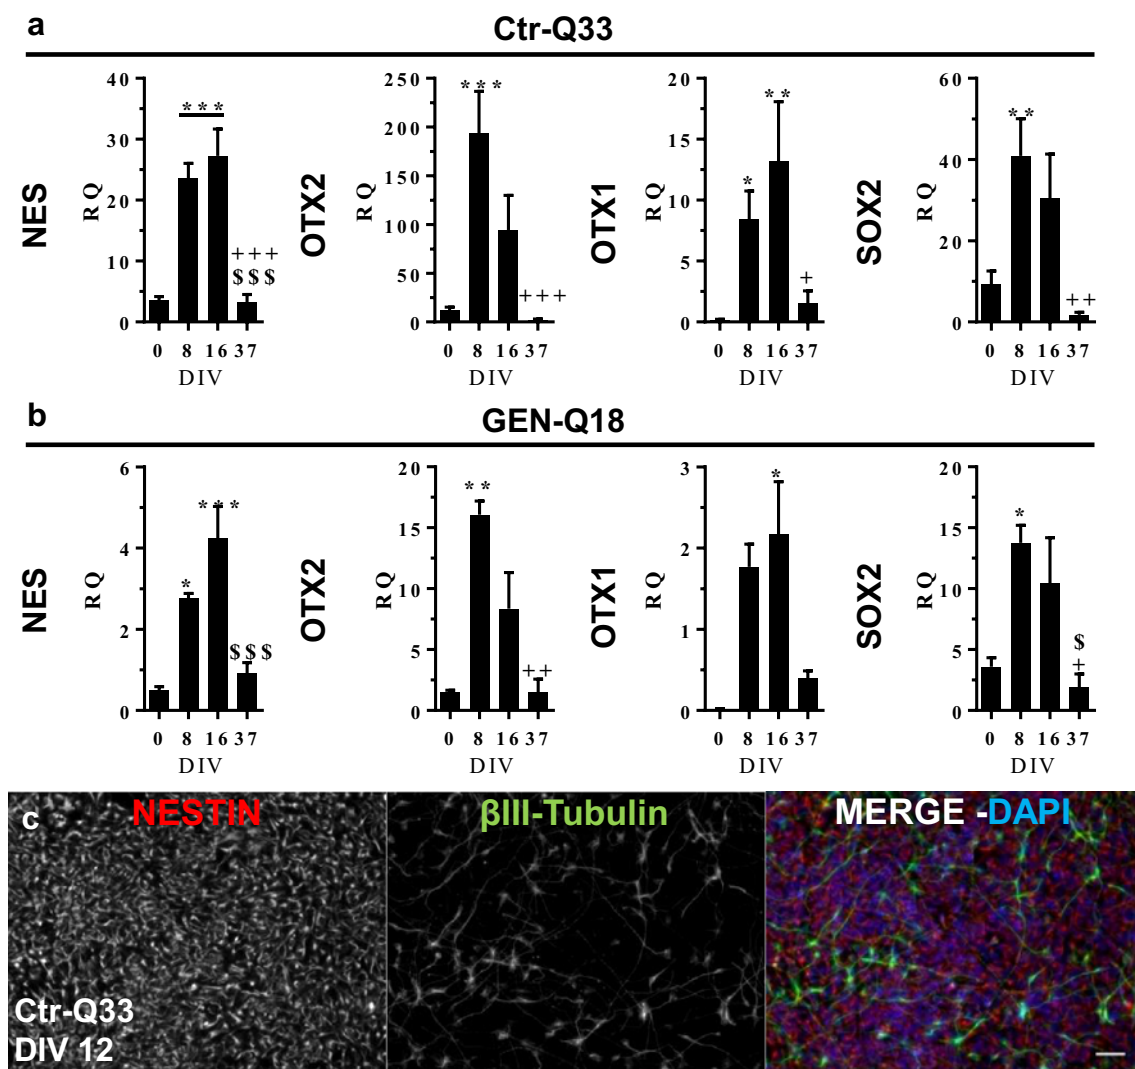 a
Ctr-Q33
NES
RQ
40
30
20
10
0
***
+++
$$$
0 8 16 37
DIV
OTX2
RQ
250
200
150
100
50
0
***
+++
0 8 16 37
DIV
OTX1
RQ
20
15
10
5
0
*
**
+
0 8 16 37
DIV
SOX2
RQ
60
40
20
0
**
++
0 8 16 37
DIV
b
GEN-Q18
NES
RQ
6
4
2
0
*
***
$$$
0 8 16 37
DIV
OTX2
RQ
20
15
10
5
0
**
++
0 8 16 37
DIV
OTX1
RQ
3
2
1
0
*
0 8 16 37
DIV
SOX2
RQ
20
15
10
5
0
*
$
+
0 8 16 37
DIV
c
NESTIN
βIII-Tubulin
MERGE -DAPI
Ctr-Q33
DIV 12